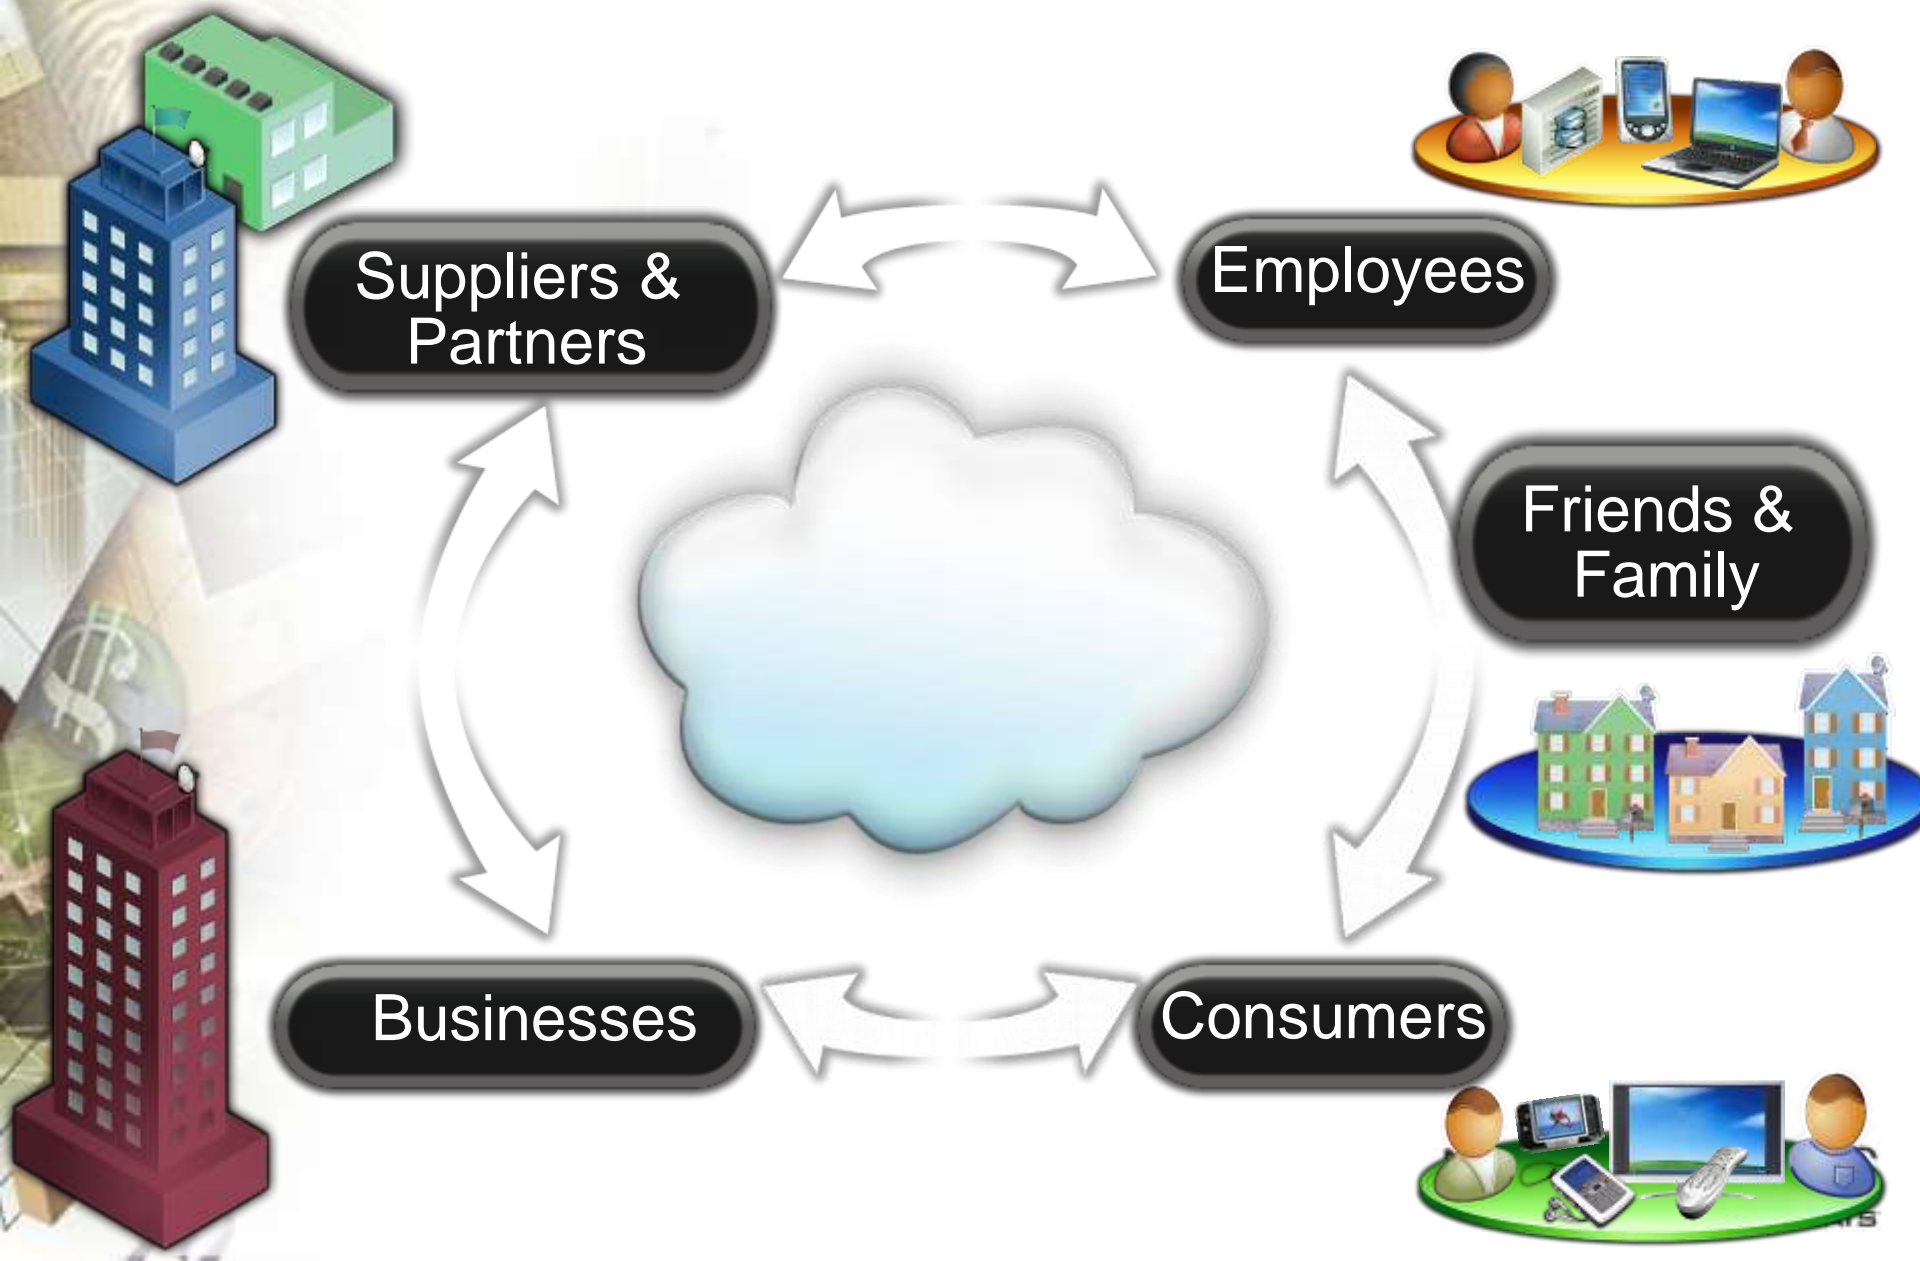 Suppliers &
Partners
Employees
Friends &
Family
Businesses
Consumers